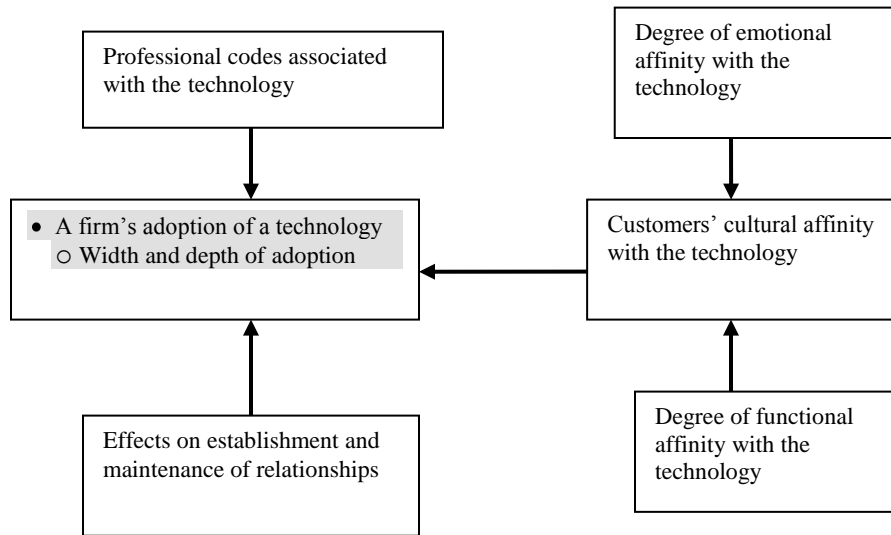 Professional codes associated
with the technology
Degree of emotional
affinity with the
technology
• A firm’s adoption of a technology
o Width and depth of adoption
Customers’ cultural affinity
with the technology
Effects on establishment and
maintenance of relationships
Degree of functional
affinity with the
technology